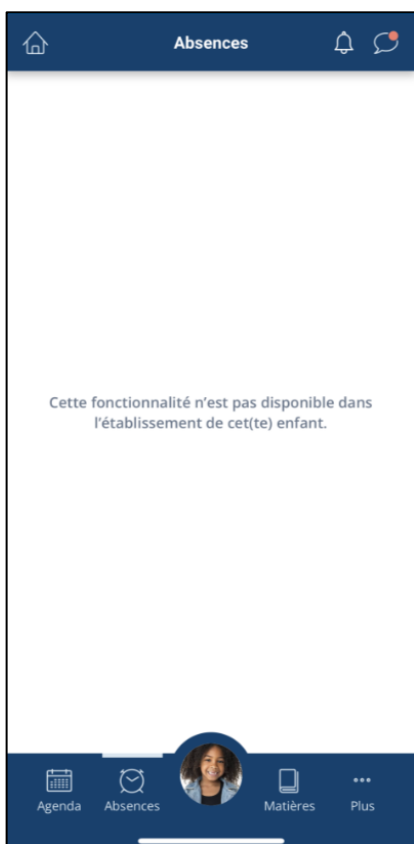 Absences
Cette fonctionnalité n’est pas disponible dans
l’établissement de cet(te) enfant.
Agenda
Absences
Matières
Plus